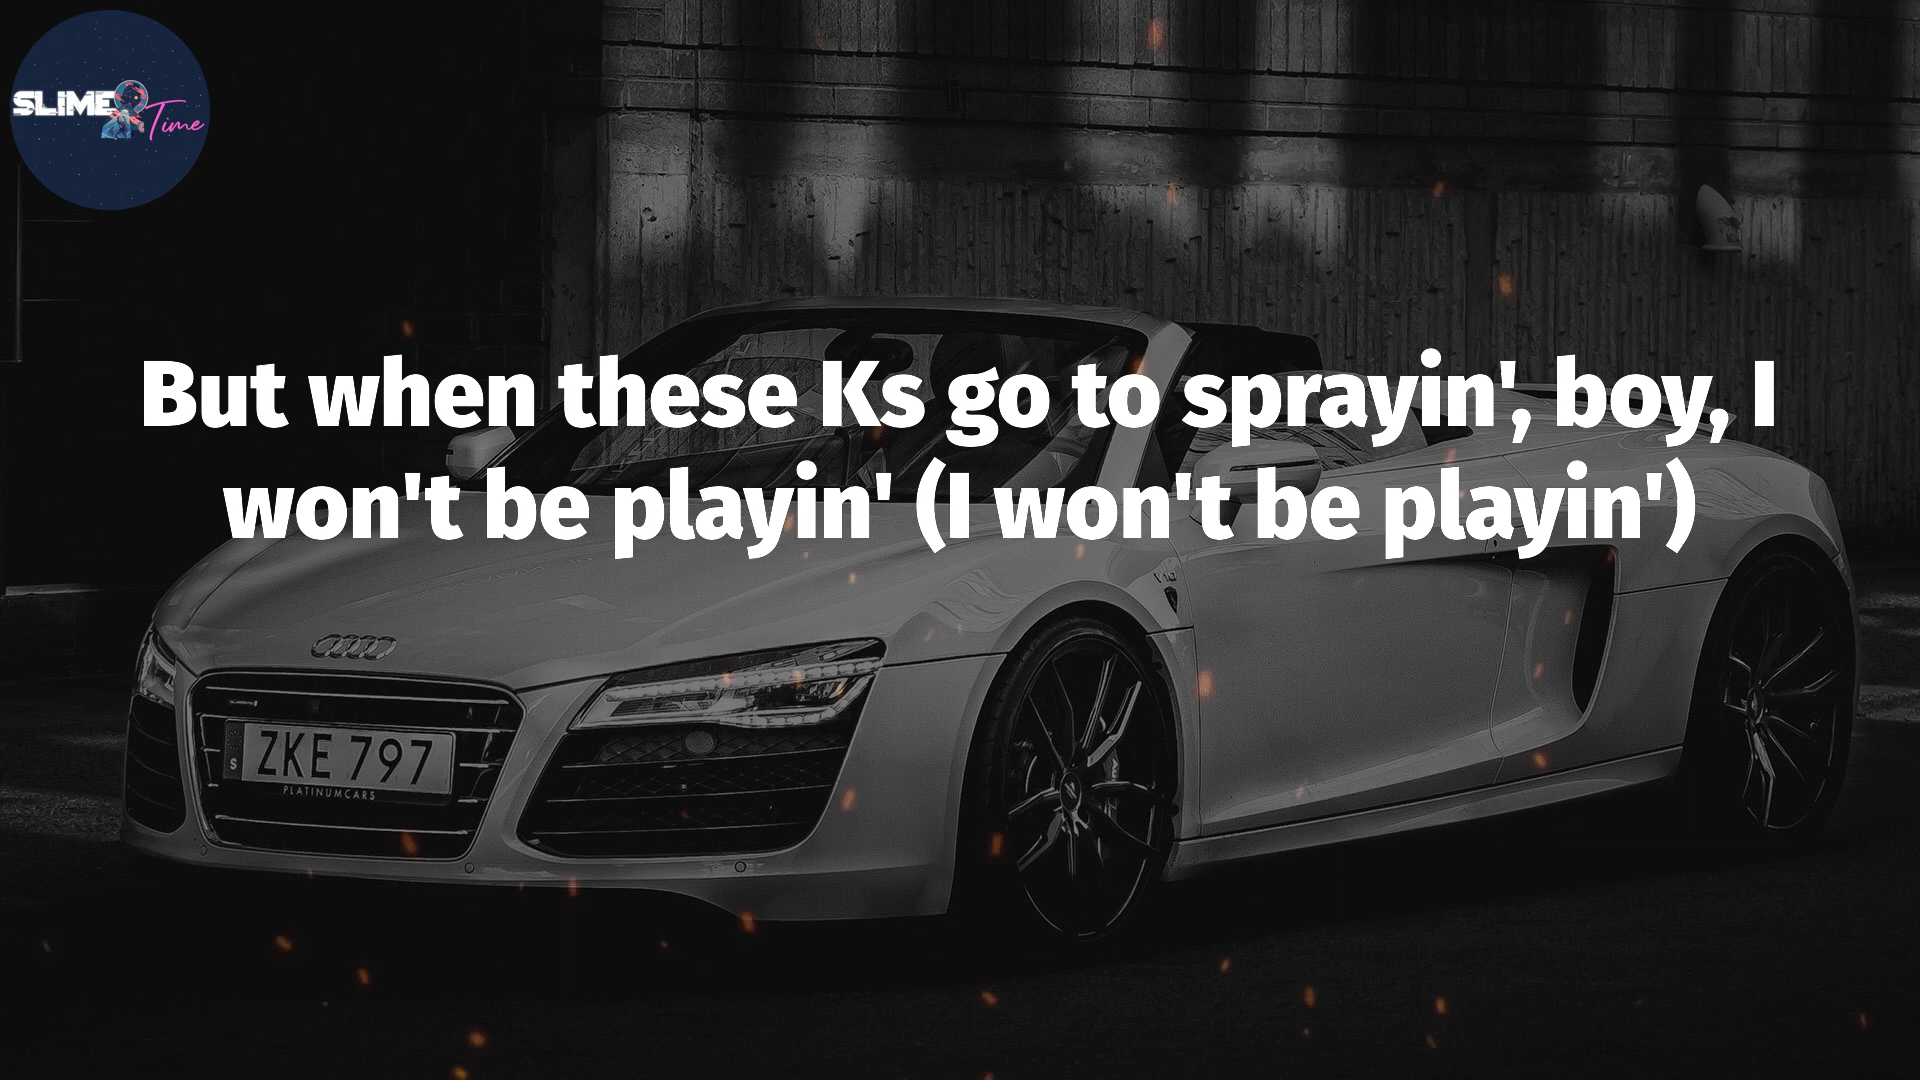 SLIME Time
But when these Ks go to sprayin', boy, I
won't be playin' (I won't be playin')
V10
ZKE 797
S
PLATINUMCARS